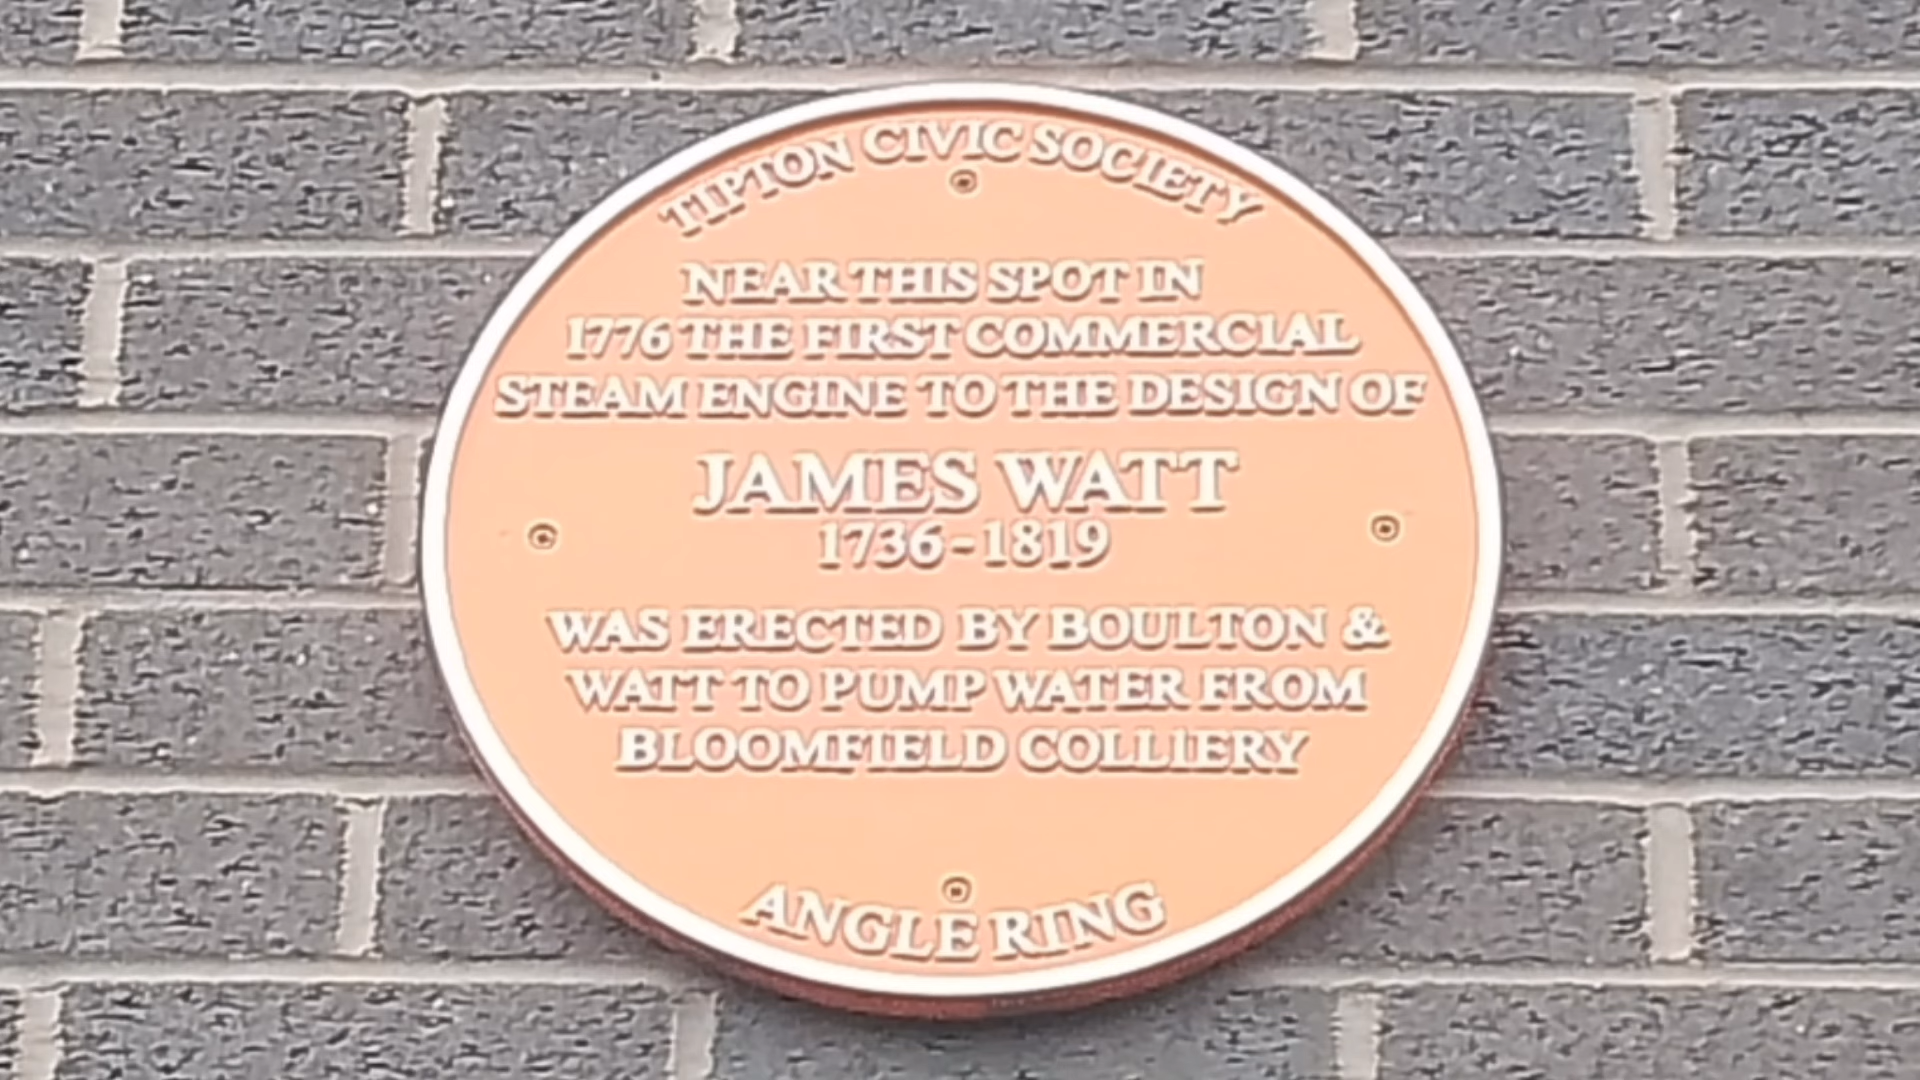 TIPTON CIVIC SOCIETY
NEAR THIS SPOT IN
1776 THE FIRST COMMERCIAL
STEAM ENGINE TO THE DESIGN OF
JAMES WATT
1736-1819
WAS ERECTED BY BOULTON &
WATT TO PUMP WATER FROM
BLOOMFIELD COLLIERY
ANGLE RING